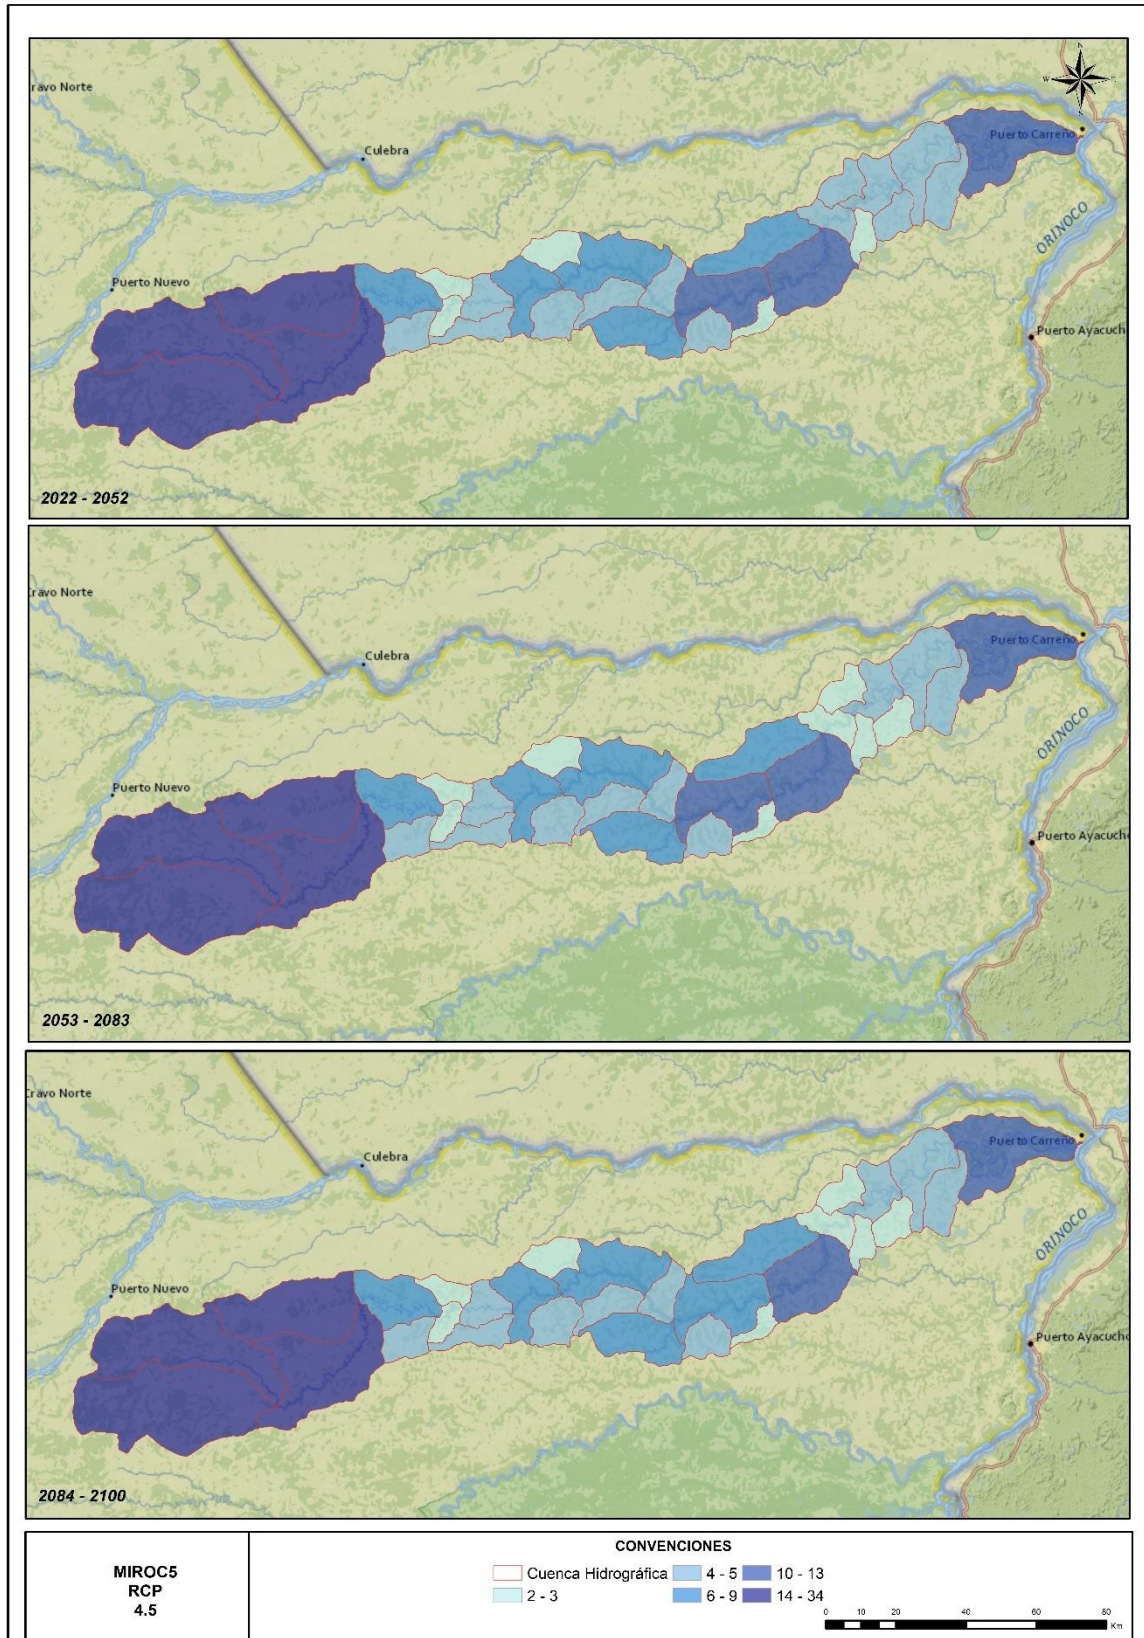 N
W
S
ravo Norte
Culebra
Puerto Carreño
Puerto Nuevo
ORINOCO
Puerto Ayacuch
2022 - 2052
Cravo Norte
Culebra
Puerto Carreño
Puerto Nuevo
ORINOCO
Puerto Ayacucho
2053 - 2083
Cravo Norte
Culebra
Puerto Carreño
Puerto Nuevo
ORINOCO
Puerto Ayacucho
2084 - 2100
MIROC5
RCP
4.5
CONVENCIONES
Cuenca Hidrográfica
2 - 3
4 - 5
6 - 9
10 - 13
14 - 34
0 10 20 40 60 80
Km